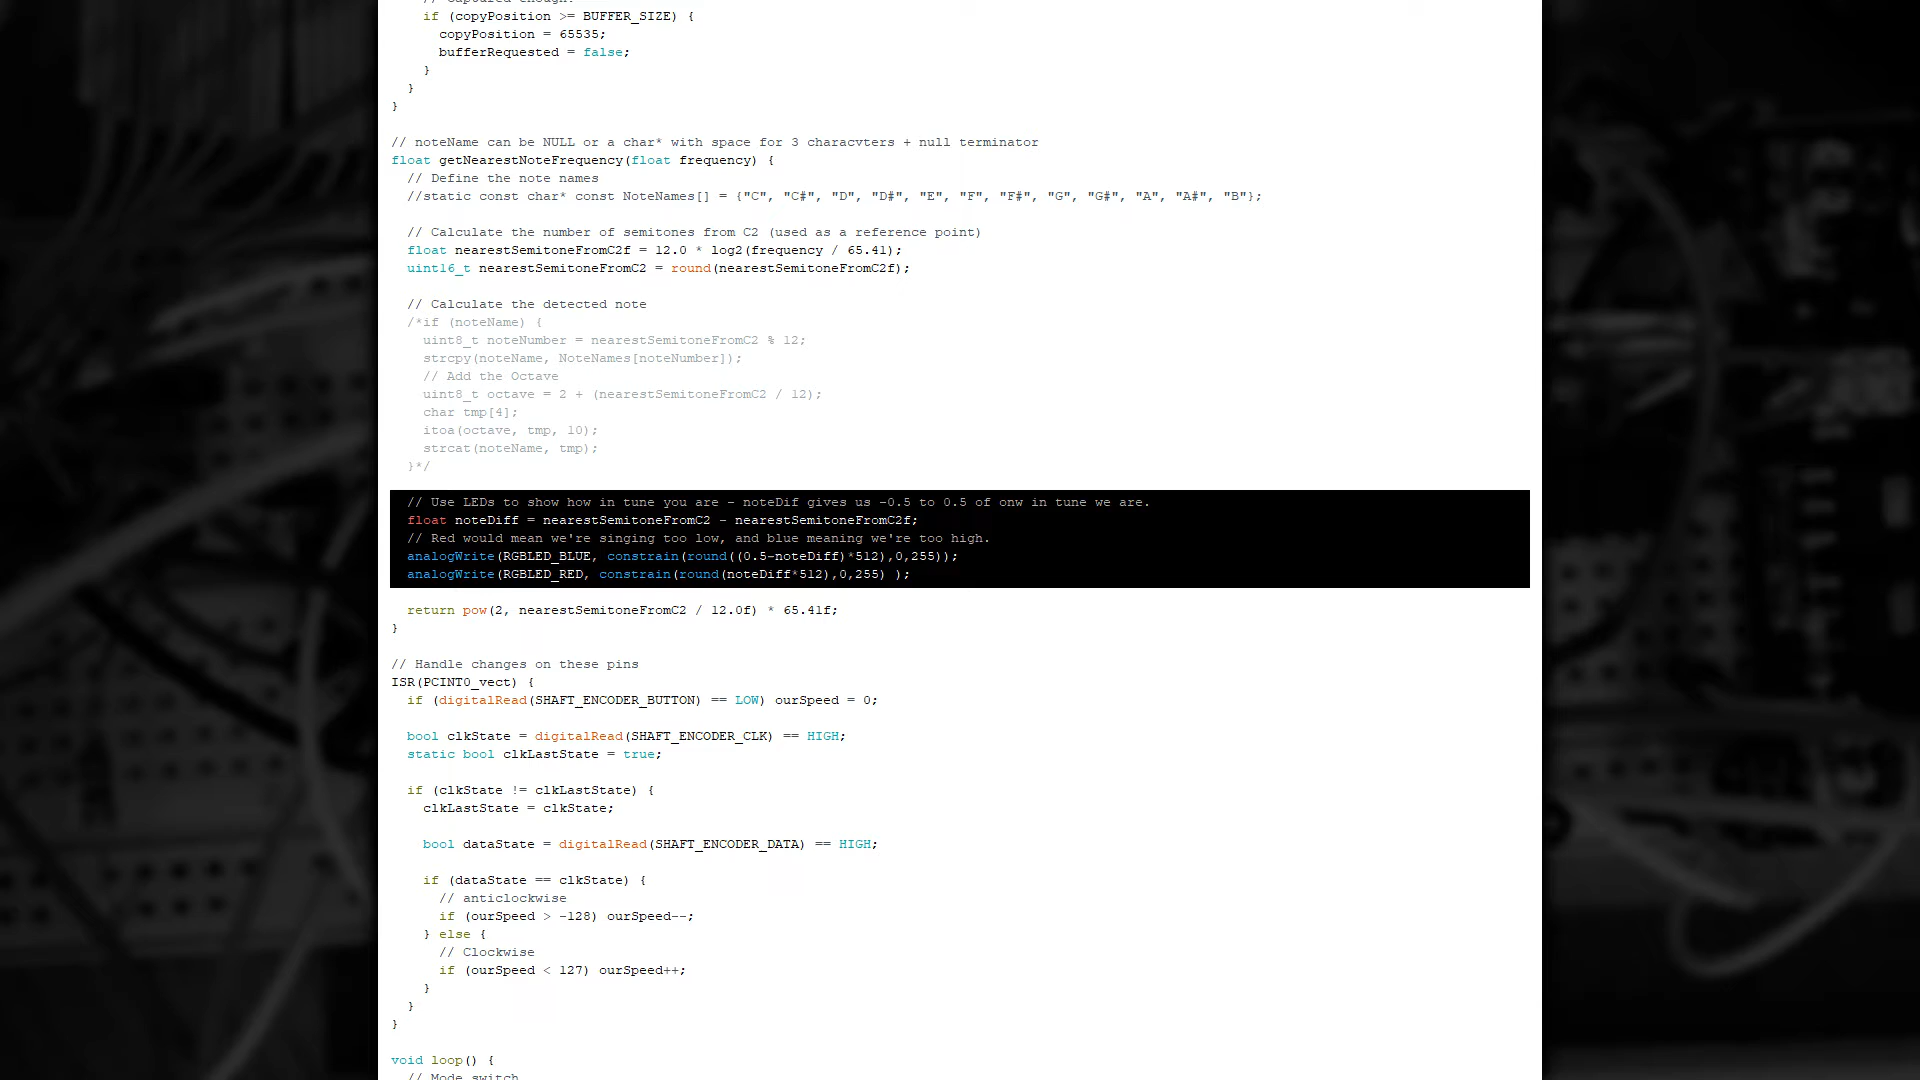 if (copyPosition >= BUFFER_SIZE) {
copyPosition = 65535;
bufferRequested = false;
}
}
}
// noteName can be NULL or a char* with space for 3 characvters + null terminator
float getNearestNoteFrequency(float frequency) {
// Define the note names
//static const char* const NoteNames[] = {"C", "C#", "D", "D#", "E", "F", "F#", "G", "G#", "A", "A#", "B"};
// Calculate the number of semitones from C2 (used as a reference point)
float nearestSemitoneFromC2f = 12.0 * log2(frequency / 65.41);
uint16_t nearestSemitoneFromC2 = round(nearestSemitoneFromC2f);
// Calculate the detected note
/*if (noteName) {
uint8_t noteNumber = nearestSemitoneFromC2 % 12;
strcpy(noteName, NoteNames[noteNumber]);
// Add the Octave
uint8_t octave = 2 + (nearestSemitoneFromC2 / 12);
char tmp[4];
itoa(octave, tmp, 10);
strcat(noteName, tmp);
}*/
// Use LEDs to show how in tune you are - noteDif gives us -0.5 to 0.5 of onw in tune we are.
float noteDiff = nearestSemitoneFromC2 - nearestSemitoneFromC2f;
// Red would mean we're singing too low, and blue meaning we're too high.
analogWrite(RGBLED_BLUE, constrain(round((0.5-noteDiff)*512),0,255));
analogWrite(RGBLED_RED, constrain(round(noteDiff*512),0,255) );
return pow(2, nearestSemitoneFromC2 / 12.0f) * 65.41f;
}
// Handle changes on these pins
ISR(PCINT0_vect) {
if (digitalRead(SHAFT_ENCODER_BUTTON) == LOW) ourSpeed = 0;
bool clkState = digitalRead(SHAFT_ENCODER_CLK) == HIGH;
static bool clkLastState = true;
if (clkState != clkLastState) {
clkLastState = clkState;
bool dataState = digitalRead(SHAFT_ENCODER_DATA) == HIGH;
if (dataState == clkState) {
// anticlockwise
if (ourSpeed > -128) ourSpeed--;
} else {
// Clockwise
if (ourSpeed < 127) ourSpeed++;
}
}
}
void loop() {
// Mode switch